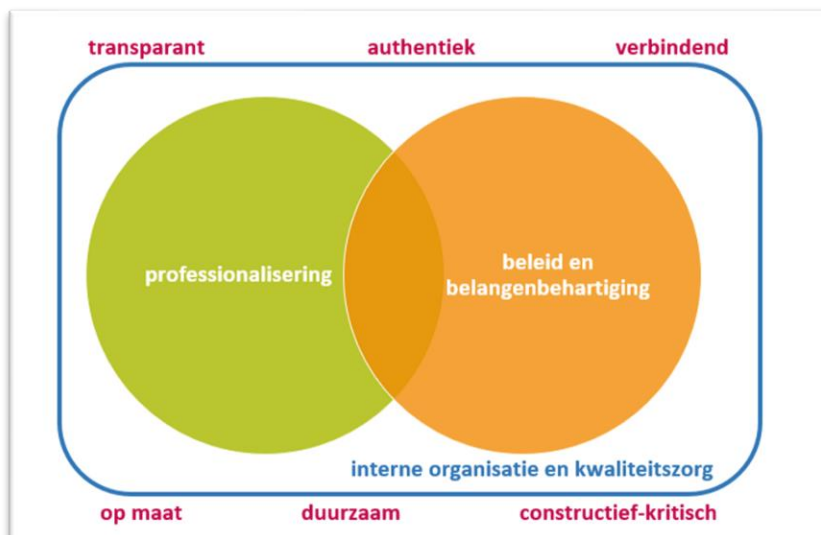 transparant authentiek verbindend
professionalisering
beleid en
belangenbehartiging
interne organisatie en kwaliteitszorg
op maat duurzaam constructief-kritisch